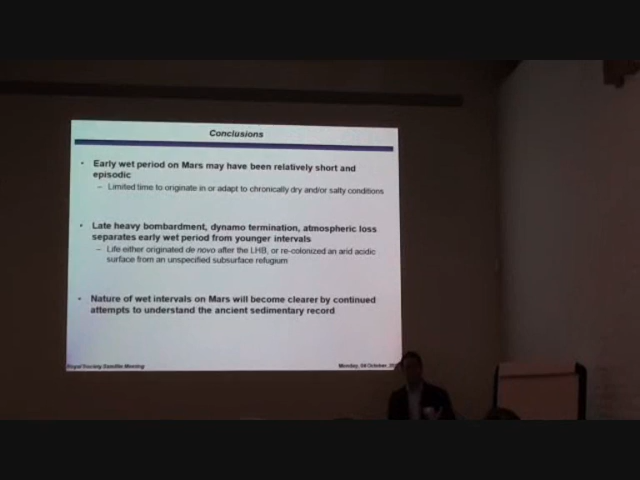 Conclusions
• Early wet period on Mars may have been relatively short and
episodic
– Limited time to originate in or adapt to chronically dry and/or salty conditions
• Late heavy bombardment, dynamo termination, atmospheric loss
separates early wet period from younger intervals
– Life either originated de novo after the LHB, or re-colonized an arid acidic
surface from an unspecified subsurface refugium
• Nature of wet intervals on Mars will become clearer by continued
attempts to understand the ancient sedimentary record
Royal Society Satellite Meeting
Monday, 04 October,